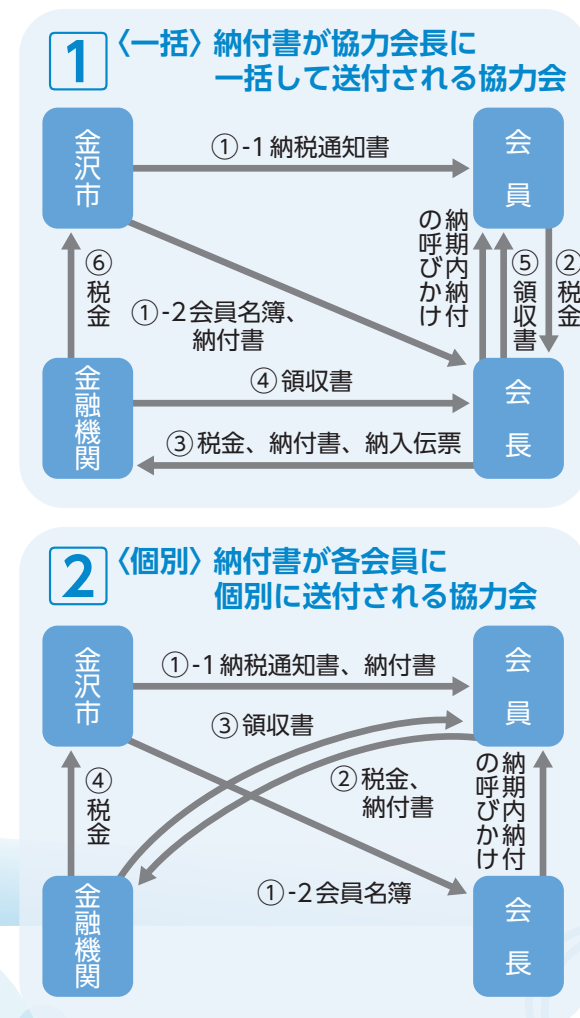 1
〈一括〉納付書が協力会長に
一括して送付される協力会
金沢市
①-1 納税通知書
会員
⑥税金
①-2会員名簿、
納付書
納期内納付
の呼びかけ
⑤領収書
②税金
金融機関
④領収書
③税金、納付書、納入伝票
会長
2
〈個別〉納付書が各会員に
個別に送付される協力会
金沢市
①-1 納税通知書、納付書
会員
③領収書
④税金
②税金、
納付書
納期内納付
の呼びかけ
①-2会員名簿
金融機関
会長